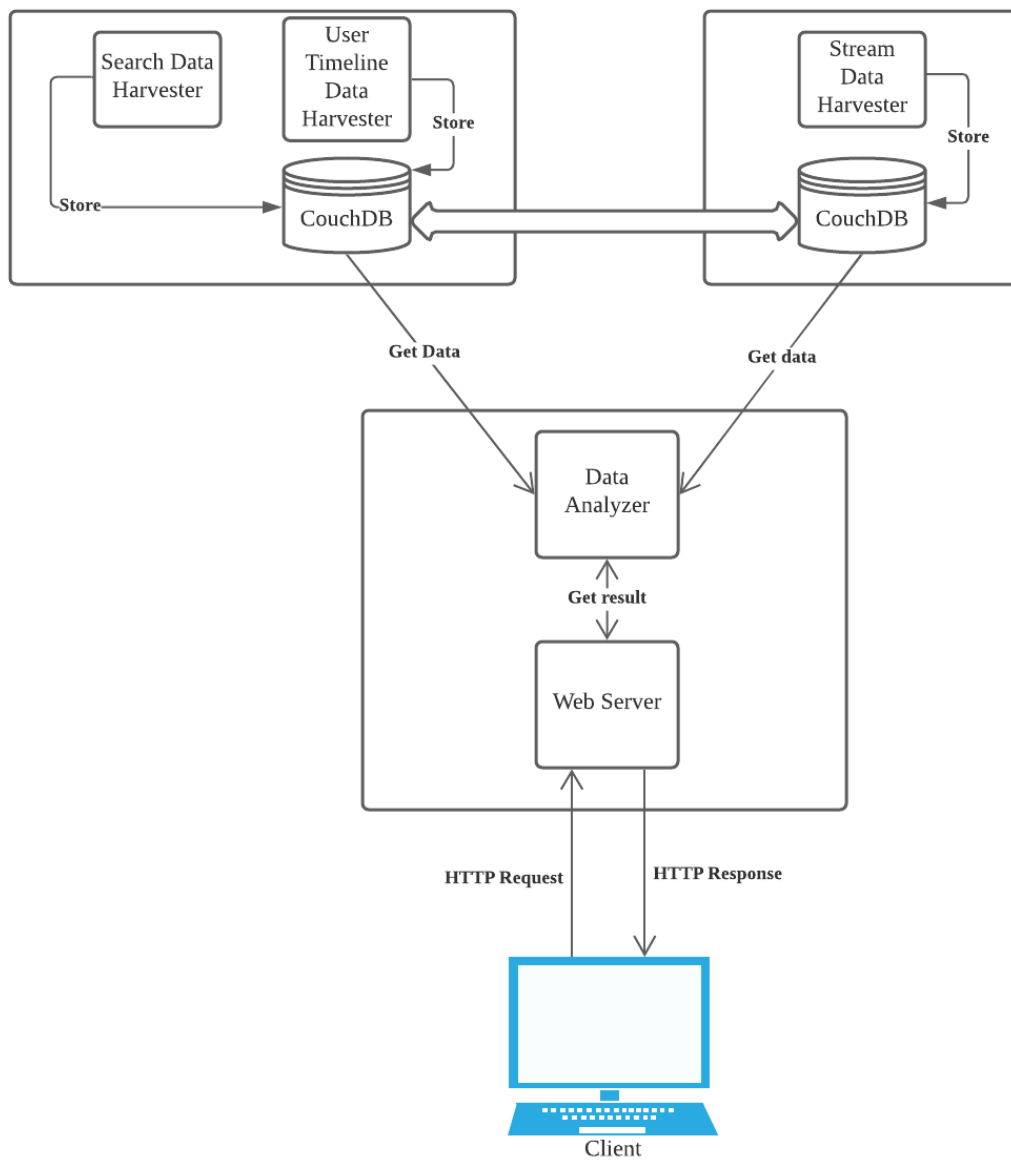 Search Data
Harvester
User
Timeline
Data
Harvester
Store
Store
CouchDB
Stream
Data
Harvester
Store
CouchDB
Get Data
Get data
Data
Analyzer
Get result
Web Server
HTTP Request
HTTP Response
Client